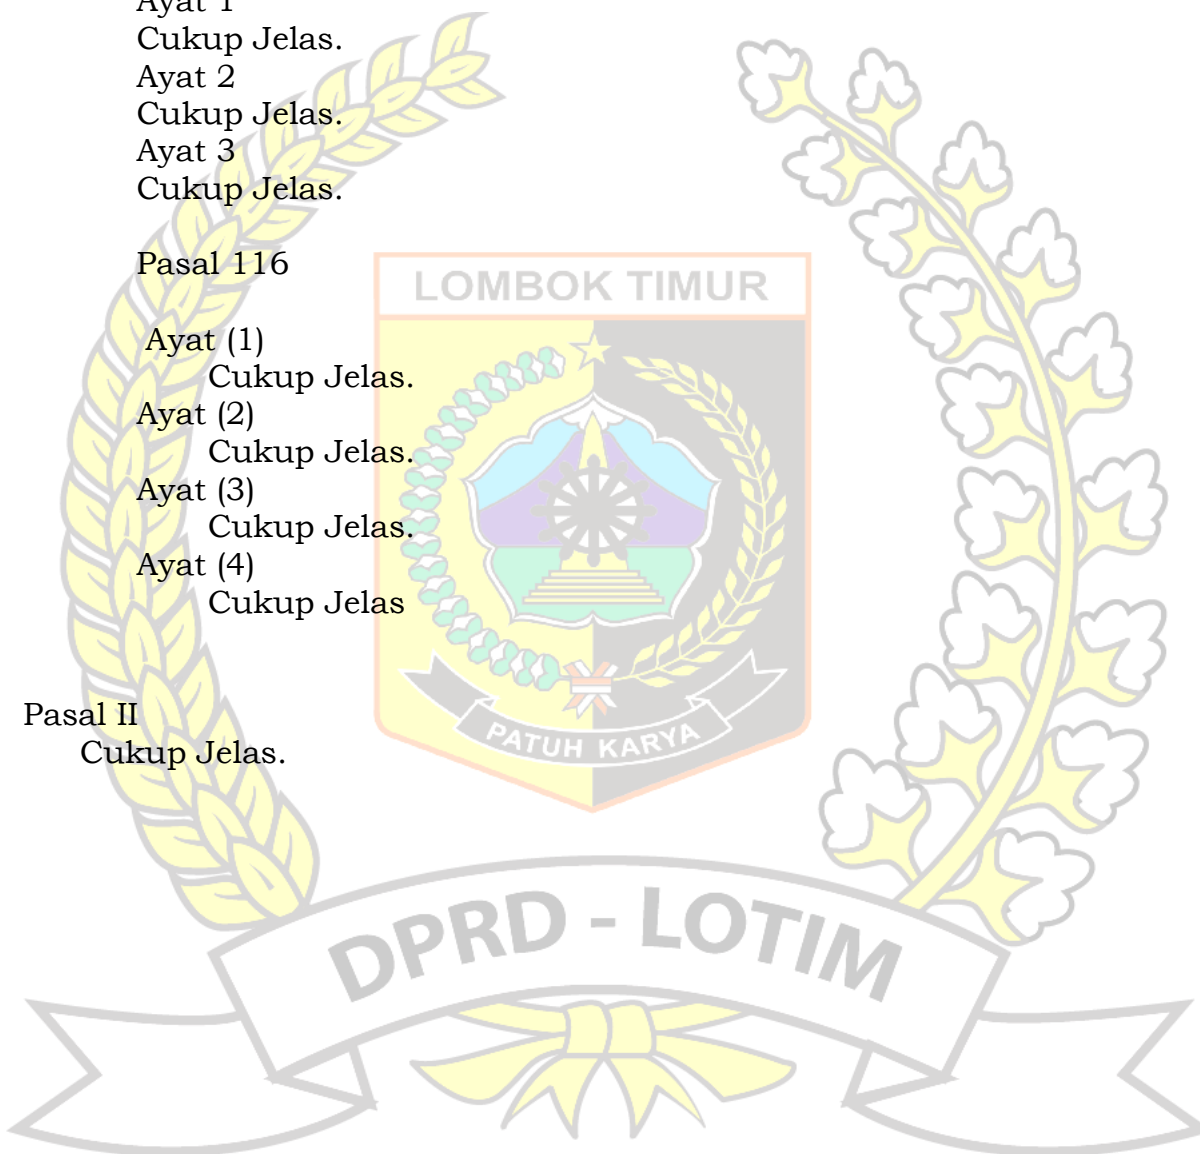 Ayat 1
Cukup Jelas.
Ayat 2
Cukup Jelas.
Ayat 3
Cukup Jelas.
Pasal 116
Ayat (1)
Cukup Jelas.
Ayat (2)
Cukup Jelas.
Ayat (3)
Cukup Jelas.
Ayat (4)
Cukup Jelas
Pasal II
Cukup Jelas.
LOMBOK TIMUR
PATUH KARYA
DPRD - LOTIM